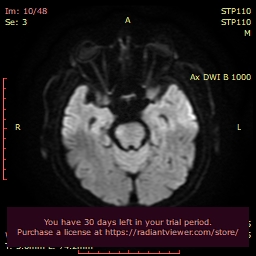 Im: 10/48 STP110
Se: 3 A STP110
M
Ax DWI B 1000
R L
You have 30 days left in your trial period.
Purchase a license at https://radiantviewer.com/store/